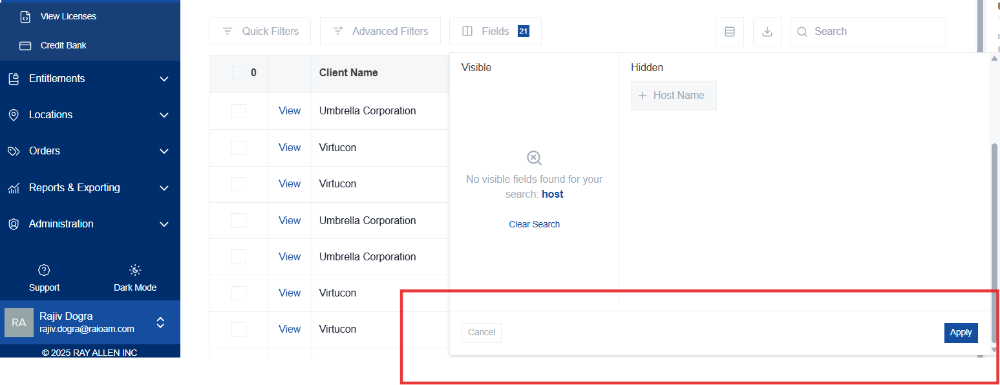 View Licenses
Credit Bank
Entitlements
Locations
Orders
Reports & Exporting
Administration
Support
Dark Mode
RA
Rajiv Dogra
rajiv.dogra@raioam.com
© 2025 RAY ALLEN INC
Quick Filters
Advanced Filters
Fields 21
Search
0
Client Name
View Umbrella Corporation
View Virtucon
View Virtucon
View Umbrella Corporation
View Umbrella Corporation
View Virtucon
View Virtucon
Visible
No visible fields found for your
search: host
Clear Search
Hidden
+ Host Name
Cancel
Apply